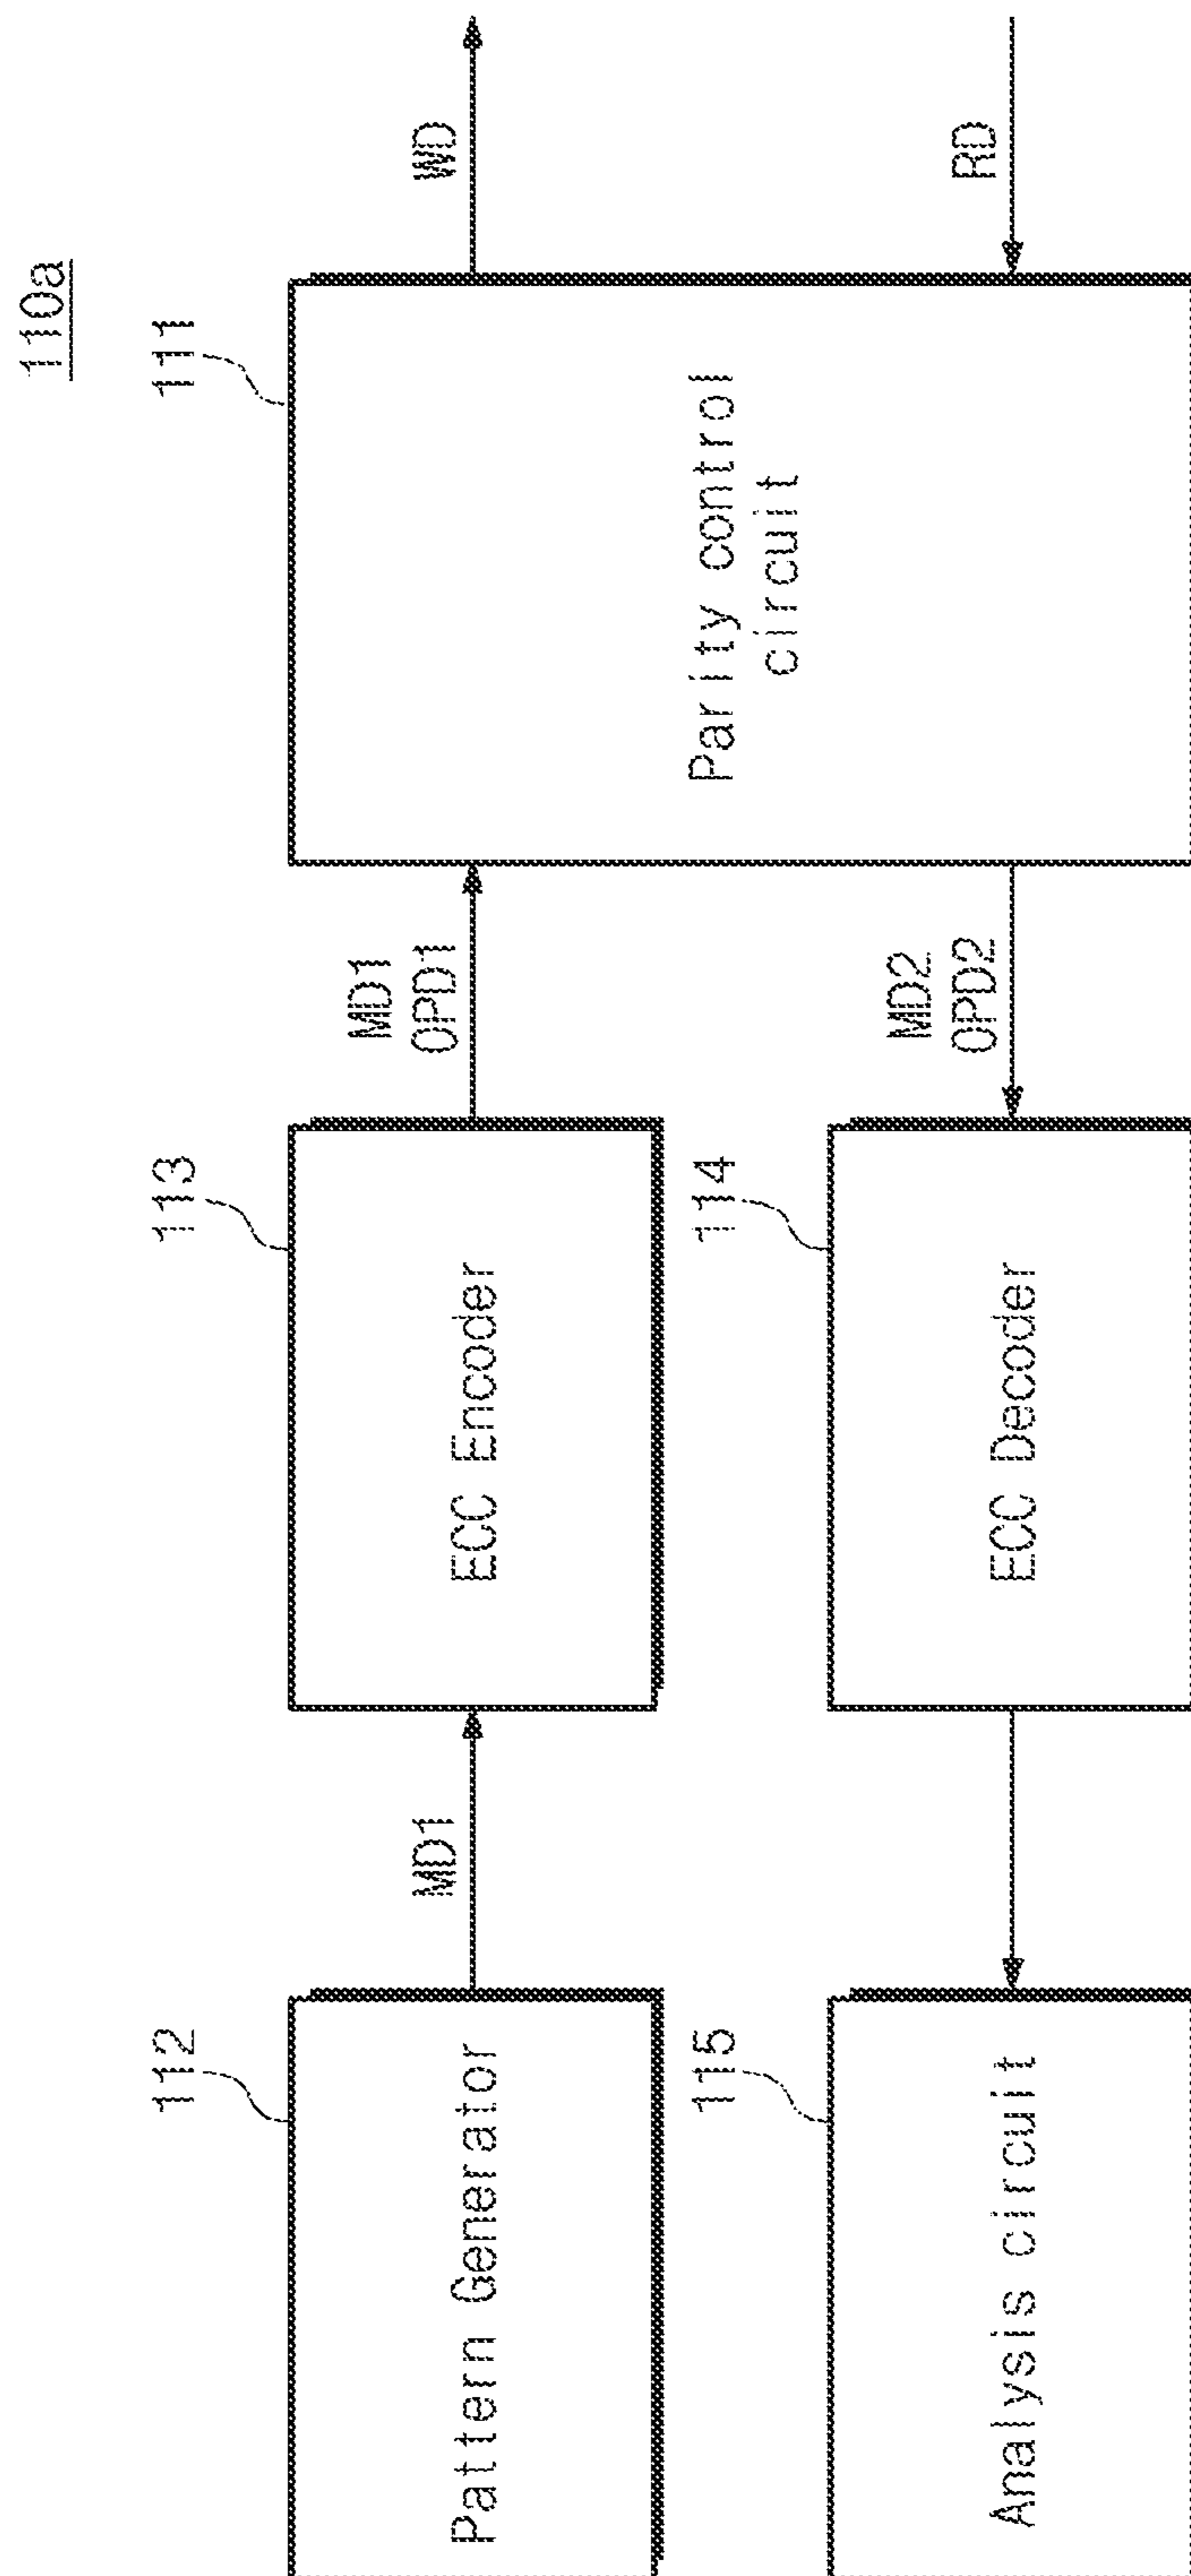 110a
112
Pattern Generator
MD1
113
ECC Encoder
MD1
OPD1
111
Parity control
circuit
WD
115
Analysis circuit
114
ECC Decoder
MD2
OPD2
RD